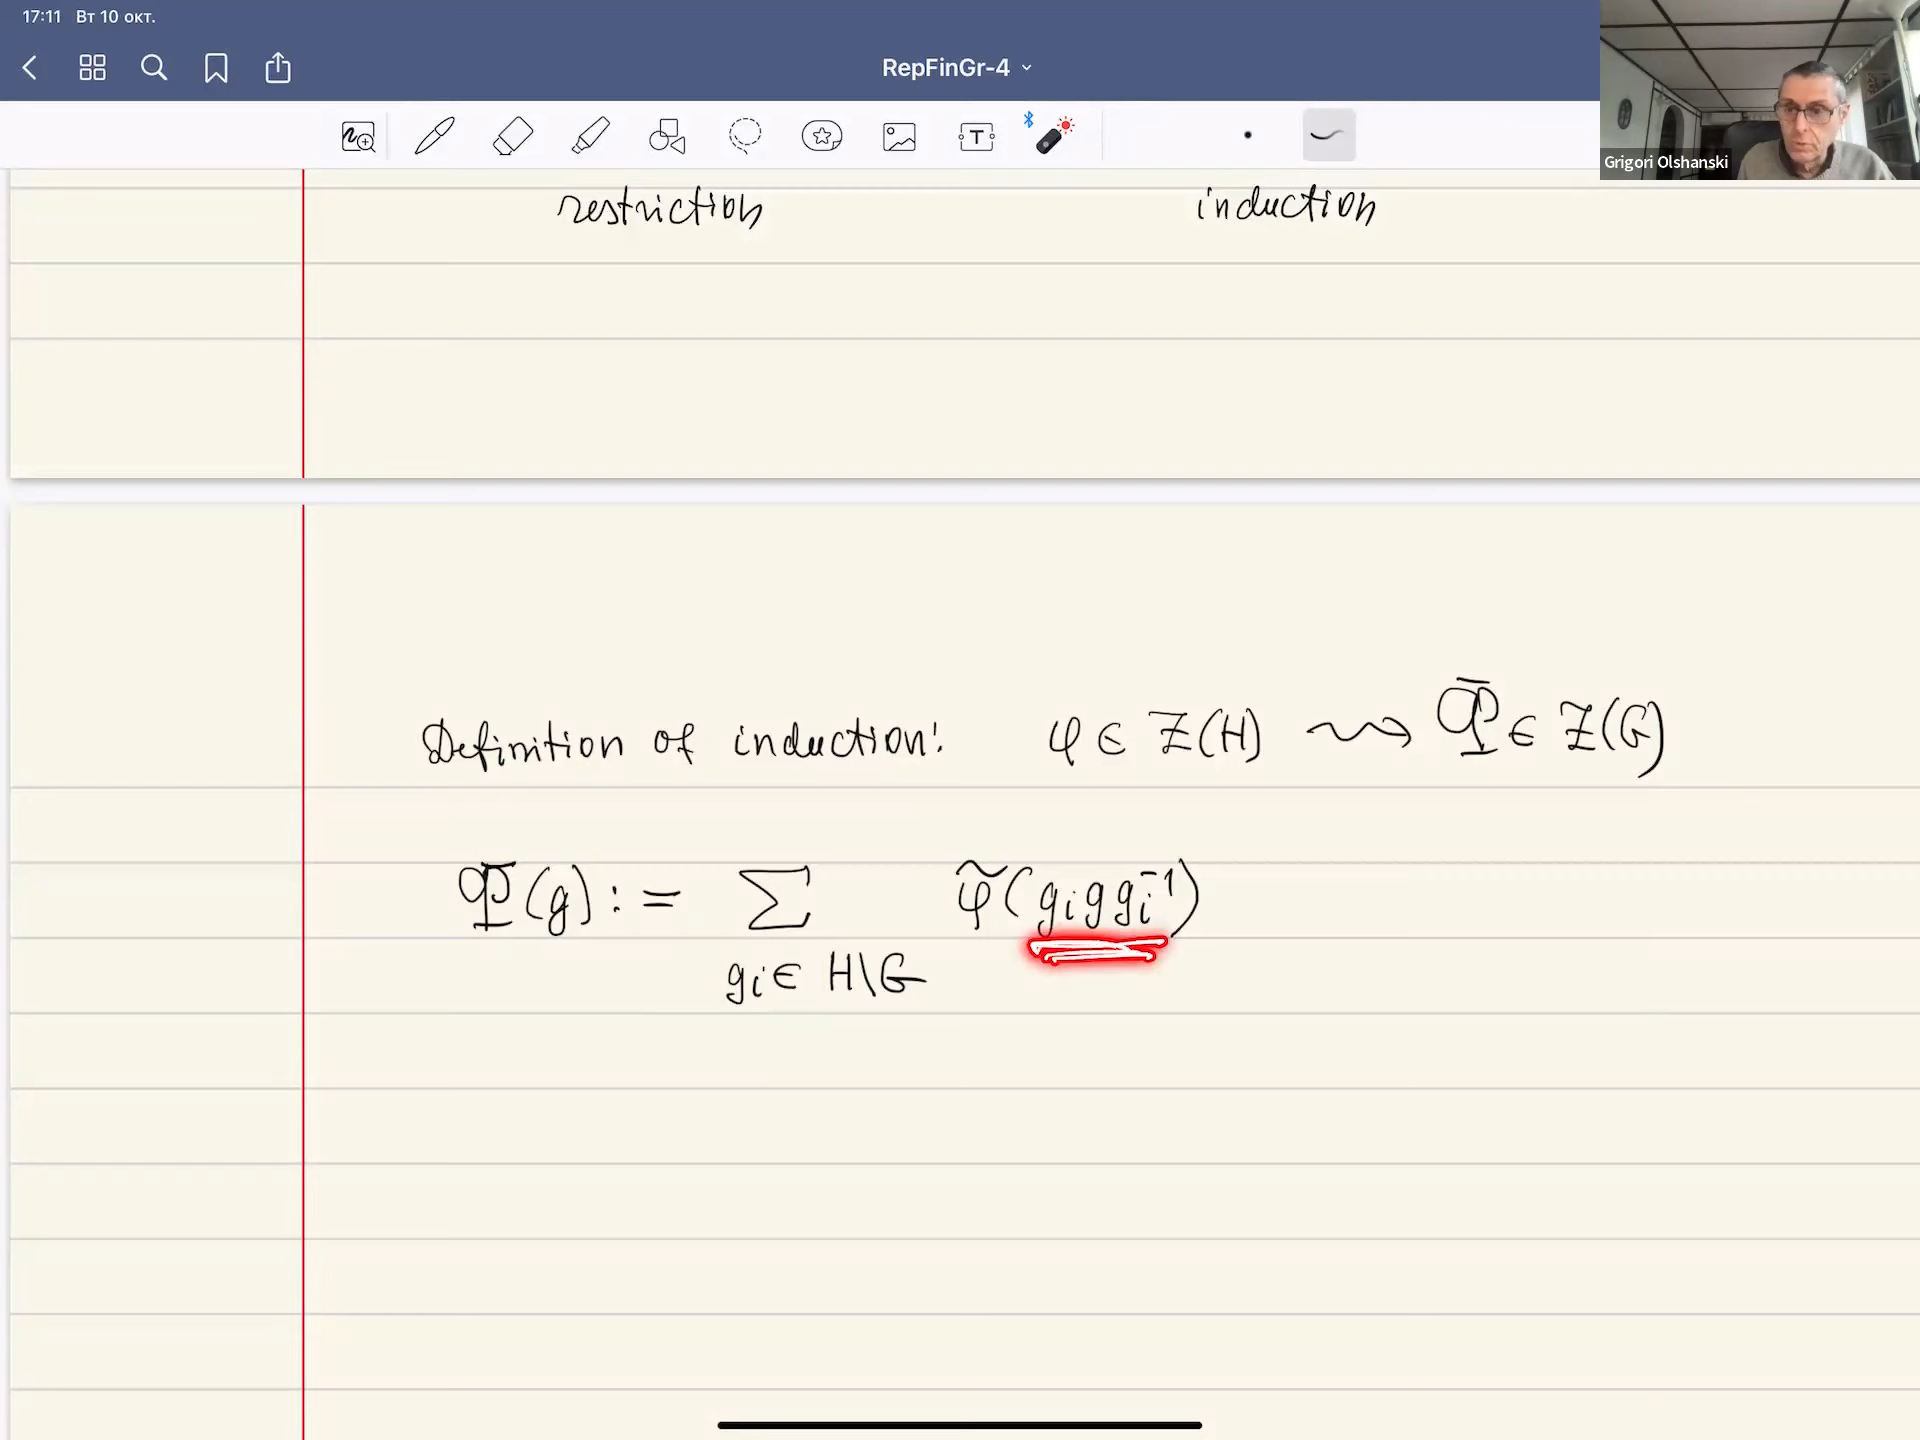 17:11 Вт 10 окт.
RepFinGr-4
T
Grigori Olshanski
restriction induction
Definition of induction: φ ∈ Z(H) ⇝ Φ ∈ Z(G)
Φ(g) := ∑ φ̃(gᵢggᵢ⁻¹)
gᵢ ∈ H\G